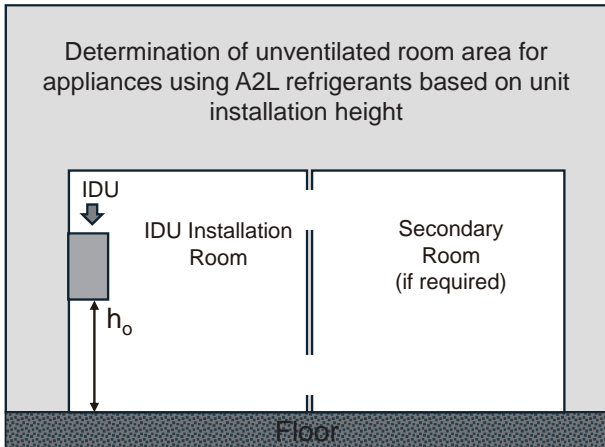 Determination of unventilated room area for
appliances using A2L refrigerants based on unit
installation height
IDU
IDU Installation
Room
Secondary
Room
(if required)
hₒ
Floor